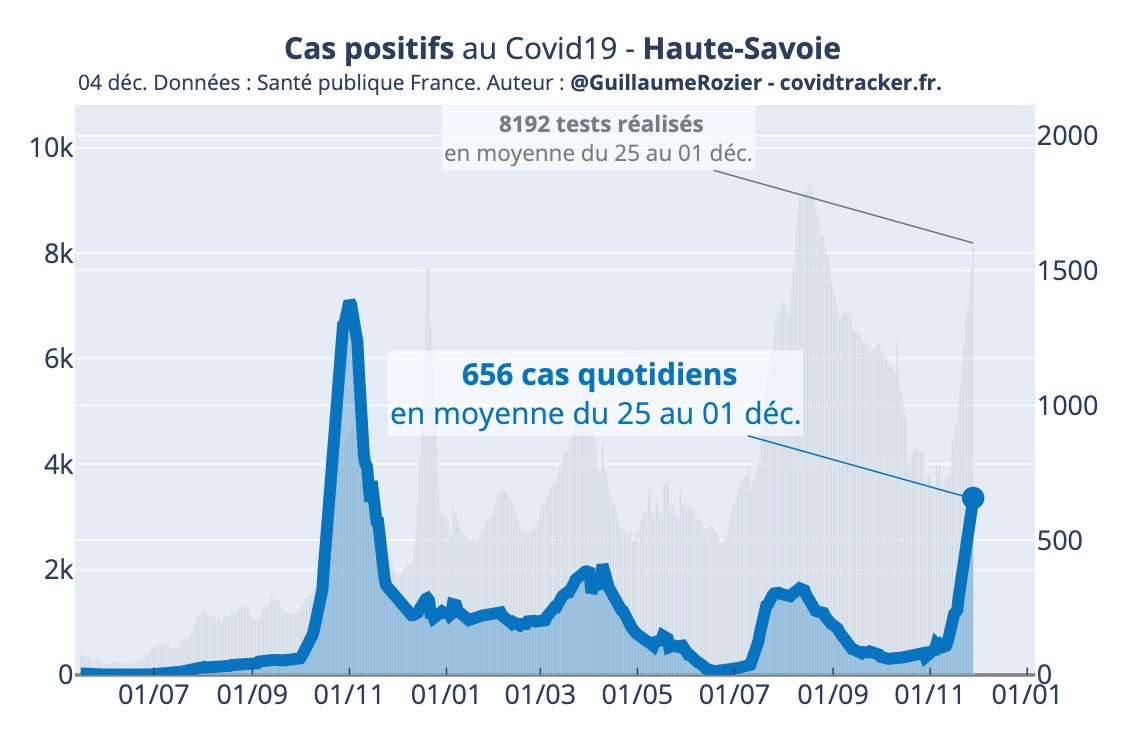 Cas positifs au Covid19 - Haute-Savoie
04 déc. Données : Santé publique France. Auteur : @GuillaumeRozier - covidtracker.fr.
8192 tests réalisés
en moyenne du 25 au 01 déc.
10k
8k
6k
4k
2k
0
2000
1500
1000
500
0
656 cas quotidiens
en moyenne du 25 au 01 déc.
01/07 01/09 01/11 01/01 01/03 01/05 01/07 01/09 01/11 01/01